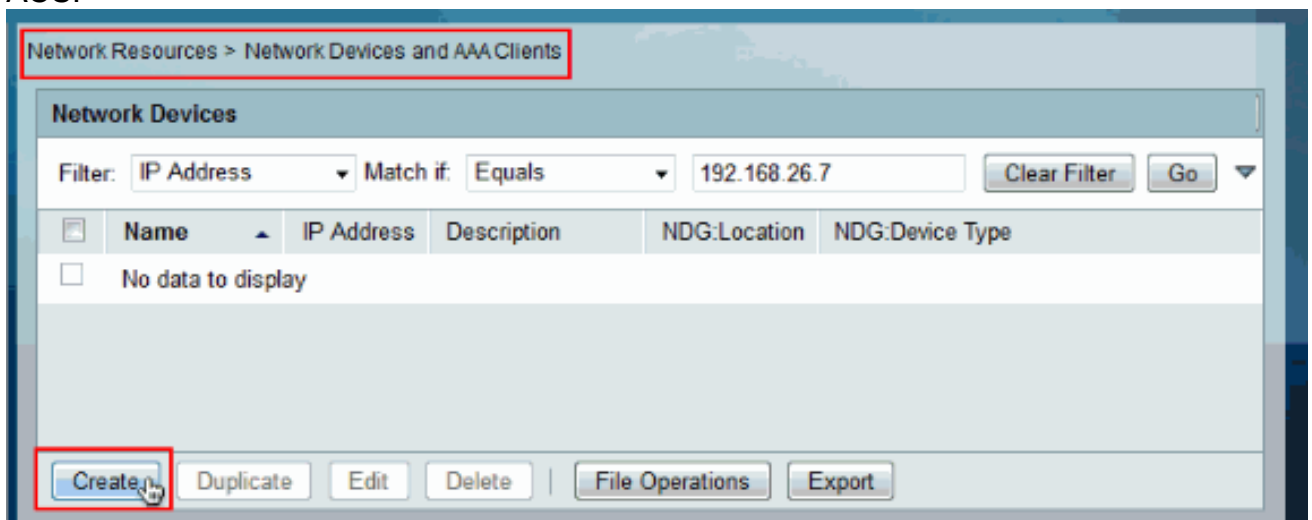 ACS.
Network Resources > Network Devices and AAA Clients
Network Devices
Filter: IP Address Match if: Equals 192.168.26.7 Clear Filter Go
Name IP Address Description NDG:Location NDG:Device Type
No data to display
Create Duplicate Edit Delete | File Operations Export